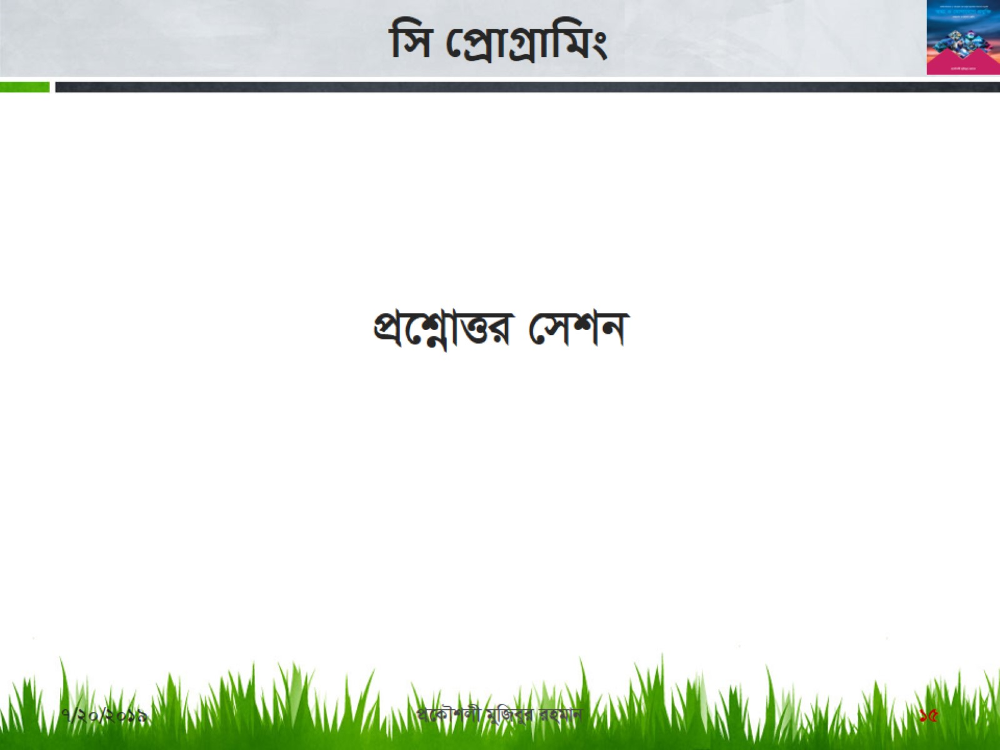 সি প্রোগ্রামিং
প্রশ্নোত্তর সেশন
৭/২০/২০১৯
প্রকৌশলী মুজিবুর রহমান
১৫